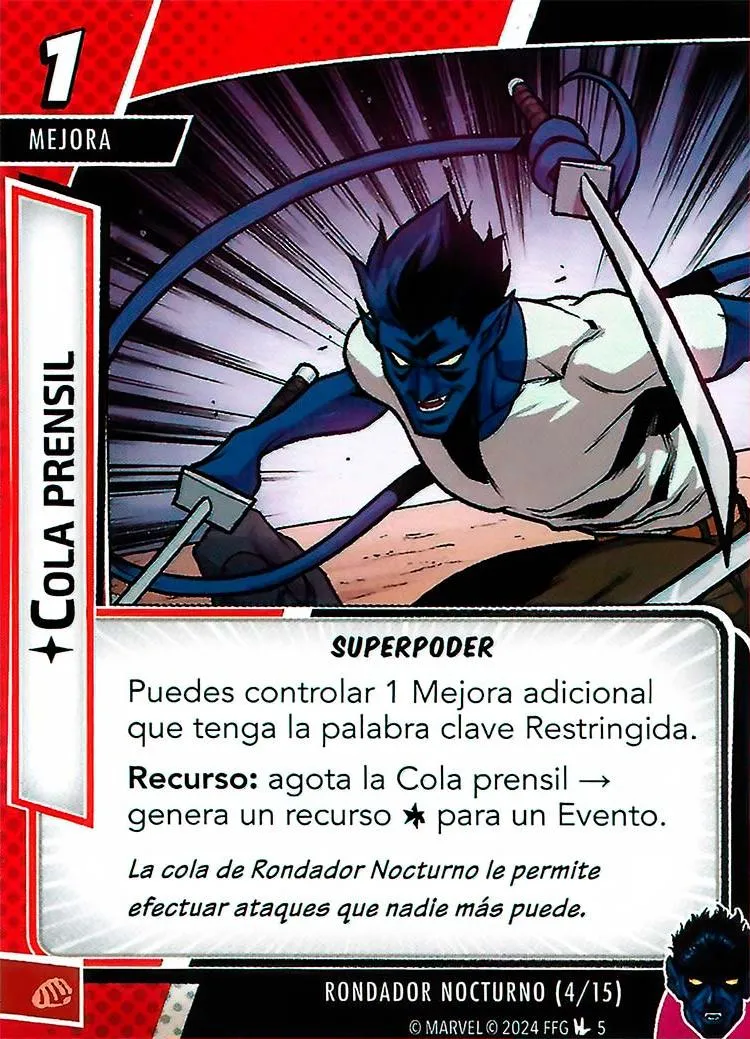 1
MEJORA
COLA PRENSIL
SUPERPODER
Puedes controlar 1 Mejora adicional
que tenga la palabra clave Restringida.
Recurso: agota la Cola prensil →
genera un recurso para un Evento.
La cola de Rondador Nocturno le permite
efectuar ataques que nadie más puede.
RONDADOR NOCTURNO (4/15)
© MARVEL © 2024 FFG 5